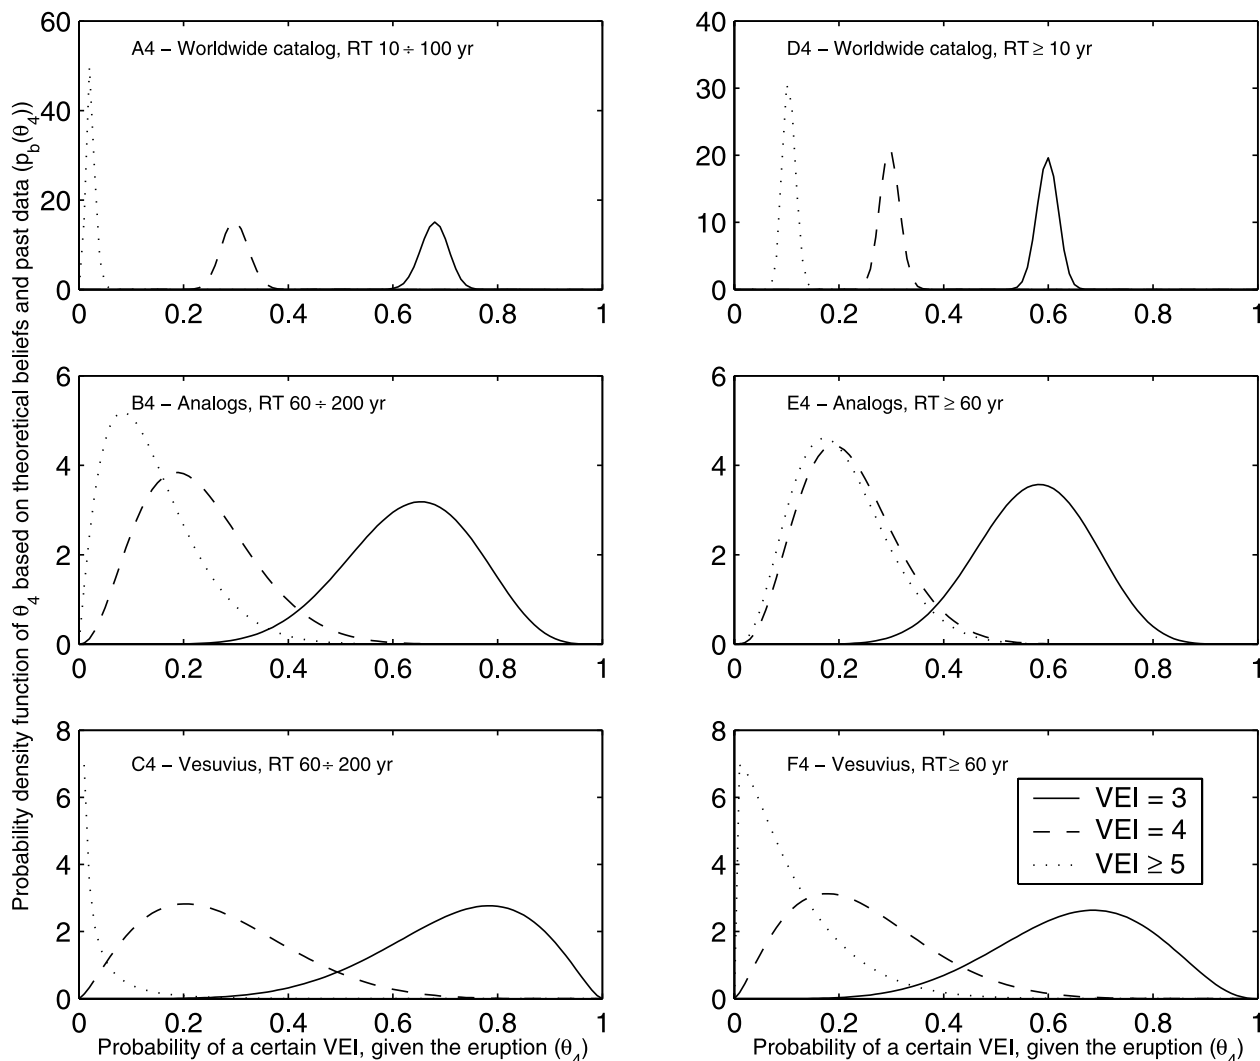 Probability density function of θ4 based on theoretical beliefs and past data (pb(θ4))
A4 – Worldwide catalog, RT 10 ÷ 100 yr
60
40
20
0
0 0.2 0.4 0.6 0.8 1
D4 – Worldwide catalog, RT ≥ 10 yr
40
30
20
10
0
0 0.2 0.4 0.6 0.8 1
B4 – Analogs, RT 60 ÷ 200 yr
6
4
2
0
0 0.2 0.4 0.6 0.8 1
E4 – Analogs, RT ≥ 60 yr
6
4
2
0
0 0.2 0.4 0.6 0.8 1
C4 – Vesuvius, RT 60 ÷ 200 yr
8
6
4
2
0
0 0.2 0.4 0.6 0.8 1
Probability of a certain VEI, given the eruption (θ4)
F4 – Vesuvius, RT ≥ 60 yr
8
6
4
2
0
VEI = 3
VEI = 4
VEI ≥ 5
0 0.2 0.4 0.6 0.8 1
Probability of a certain VEI, given the eruption (θ4)